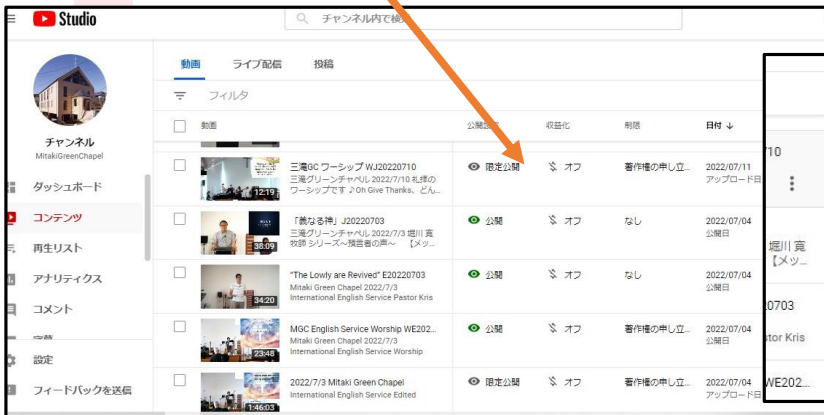 Studio
チャンネル内で検
動画 ライブ配信 投稿
フィルタ
チャンネル
MitakiGreenChapel
ダッシュボード
コンテンツ
再生リスト
アナリティクス
コメント
設定
フィードバックを送信
動画 公開設定 収益化 制限 日付 ↓
三滝GC ワーシップ WJ20220710 限定公開 オフ 著作権の申し立... 2022/07/11
三滝グリーンチャペル 2022/7/10 礼拝の アップロード日
ワーシップです ♪Oh Give Thanks、どん...
12:19
「義なる神」J20220703 公開 オフ なし 2022/07/04
三滝グリーンチャペル 2022/7/3 堀川 寛 公開日
牧師 シリーズ～預言者の声～ 【メッ...
38:09
"The Lowly are Revived" E20220703 公開 オフ なし 2022/07/04
Mitaki Green Chapel 2022/7/3 公開日
International English Service Pastor Kris
34:20
MGC English Service Worship WE202... 公開 オフ 著作権の申し立... 2022/07/04
Mitaki Green Chapel 2022/7/3 公開日
International English Service Worship
23:48
2022/7/3 Mitaki Green Chapel 限定公開 オフ 著作権の申し立... 2022/07/04
International English Service Edited アップロード日
1:46:03
/10
堀川 寛
【メッ...
0703
stor Kris
WE202...